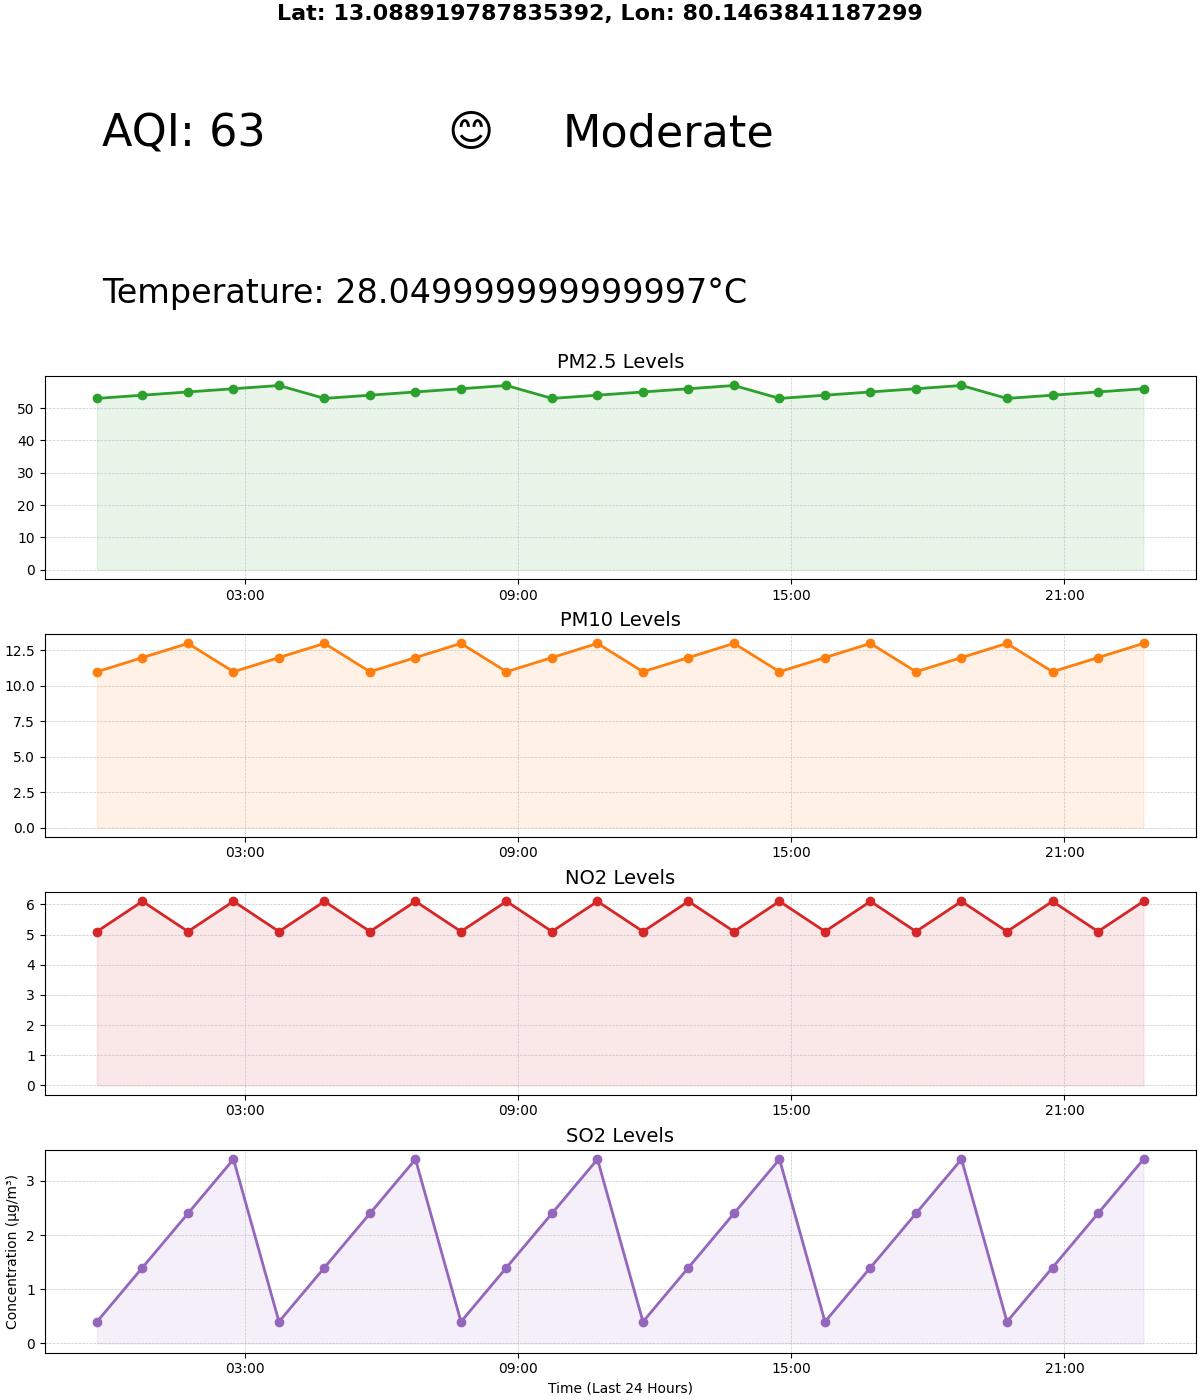 Lat: 13.088919787835392, Lon: 80.1463841187299
AQI: 63 😊 Moderate
Temperature: 28.049999999999997°C
PM2.5 Levels
50
40
30
20
10
0
03:00 09:00 15:00 21:00
PM10 Levels
12.5
10.0
7.5
5.0
2.5
0.0
03:00 09:00 15:00 21:00
NO2 Levels
6
5
4
3
2
1
0
03:00 09:00 15:00 21:00
SO2 Levels
Concentration (µg/m³)
3
2
1
0
03:00 09:00 15:00 21:00
Time (Last 24 Hours)